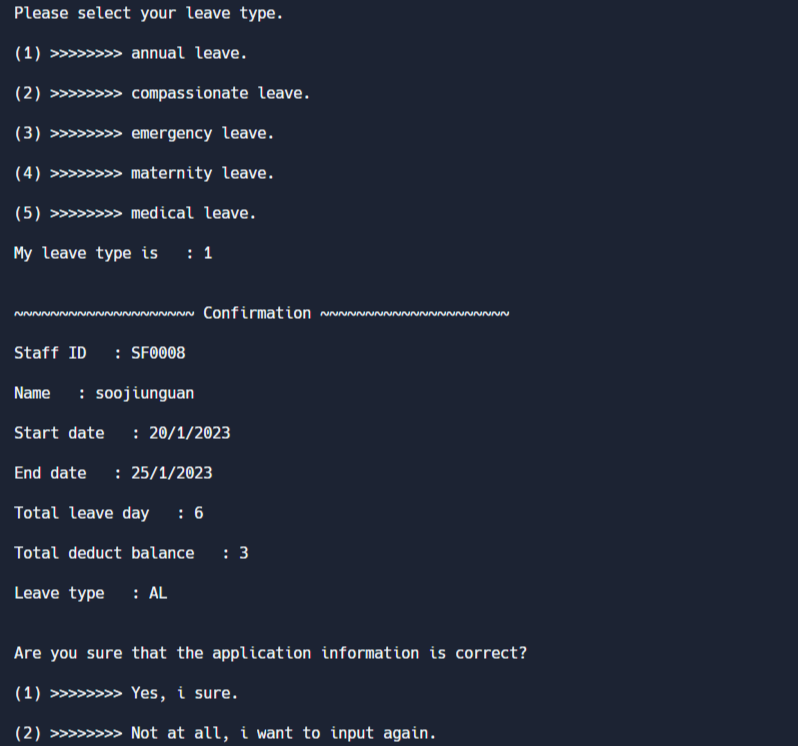 Please select your leave type.
(1) >>>>>>>> annual leave.
(2) >>>>>>>> compassionate leave.
(3) >>>>>>>> emergency leave.
(4) >>>>>>>> maternity leave.
(5) >>>>>>>> medical leave.
My leave type is   : 1
~~~~~~~~~~~~~~~~~~~~ Confirmation ~~~~~~~~~~~~~~~~~~~~~
Staff ID   : SF0008
Name   : soojiunguan
Start date   : 20/1/2023
End date   : 25/1/2023
Total leave day   : 6
Total deduct balance   : 3
Leave type   : AL
Are you sure that the application information is correct?
(1) >>>>>>>> Yes, i sure.
(2) >>>>>>>> Not at all, i want to input again.